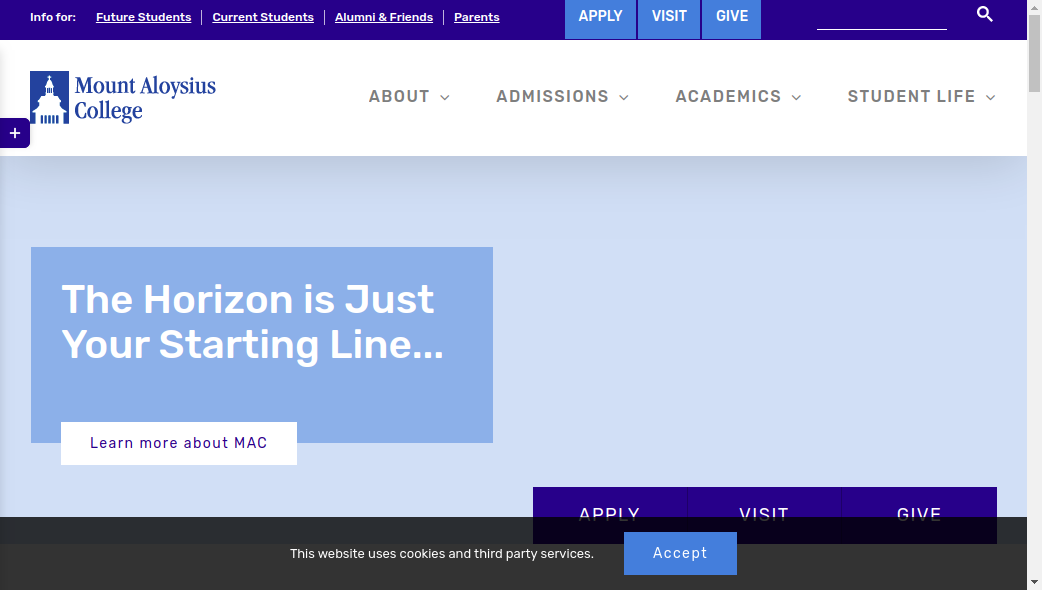 Info for: Future Students Current Students Alumni & Friends Parents APPLY VISIT GIVE
Mount Aloysius
College
ABOUT ADMISSIONS ACADEMICS STUDENT LIFE
+
The Horizon is Just
Your Starting Line...
Learn more about MAC
APPLY VISIT GIVE
This website uses cookies and third party services. Accept